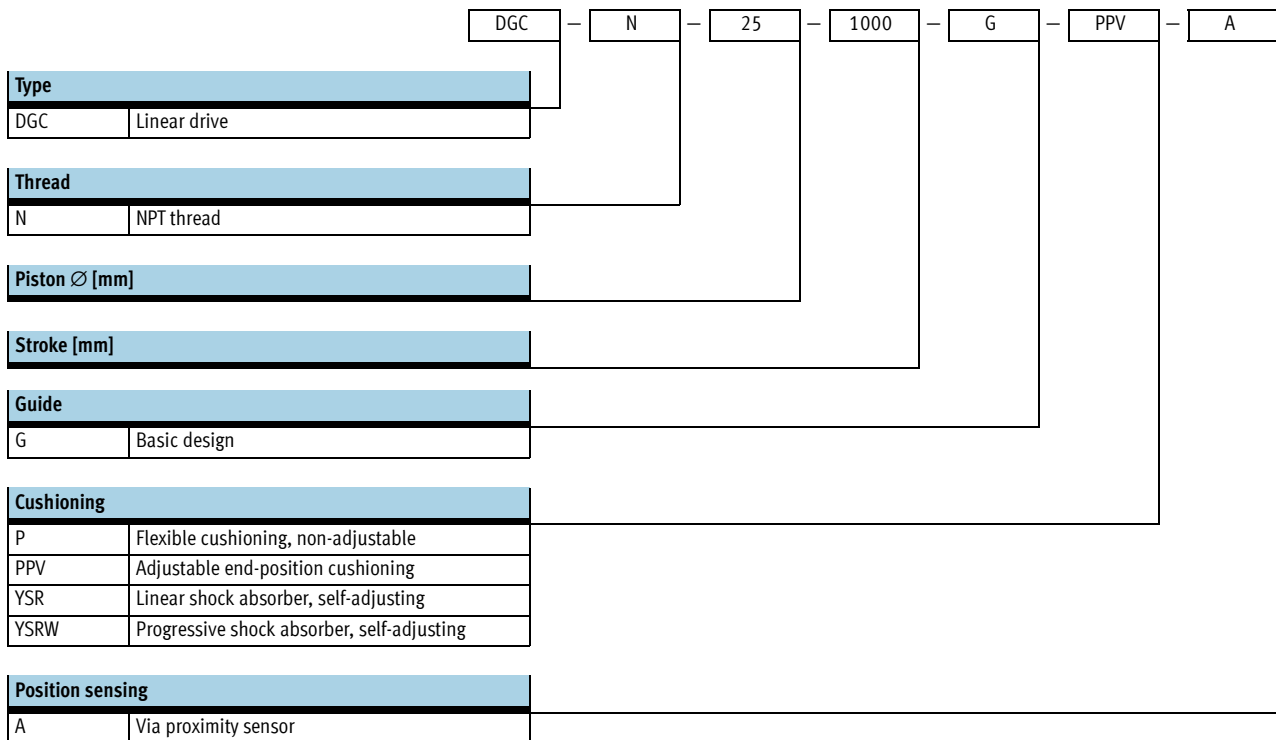 DGC – N – 25 – 1000 – G – PPV – A
Type
DGC Linear drive
Thread
N NPT thread
Piston ∅ [mm]
Stroke [mm]
Guide
G Basic design
Cushioning
P Flexible cushioning, non-adjustable
PPV Adjustable end-position cushioning
YSR Linear shock absorber, self-adjusting
YSRW Progressive shock absorber, self-adjusting
Position sensing
A Via proximity sensor